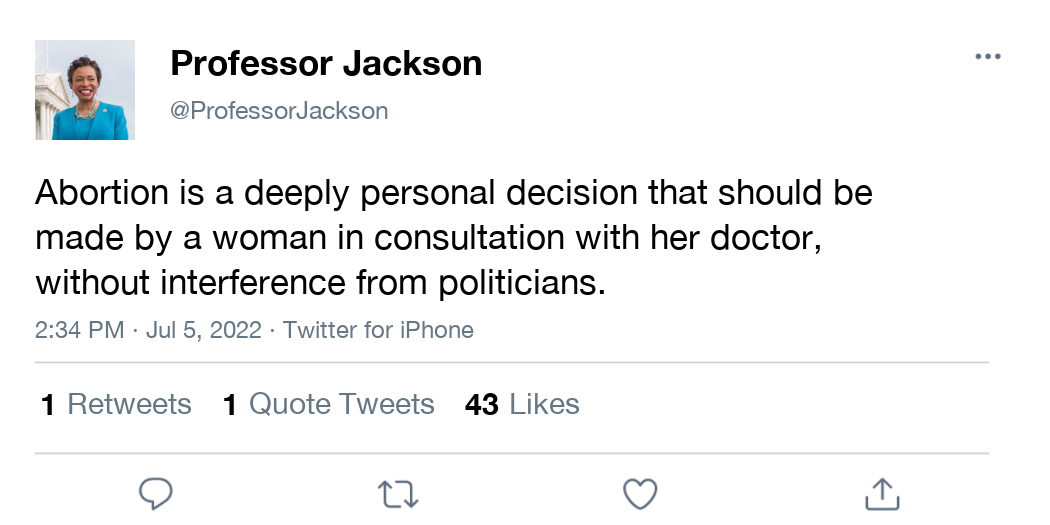 Professor Jackson
@ProfessorJackson
Abortion is a deeply personal decision that should be
made by a woman in consultation with her doctor,
without interference from politicians.
2:34 PM · Jul 5, 2022 · Twitter for iPhone
1 Retweets 1 Quote Tweets 43 Likes